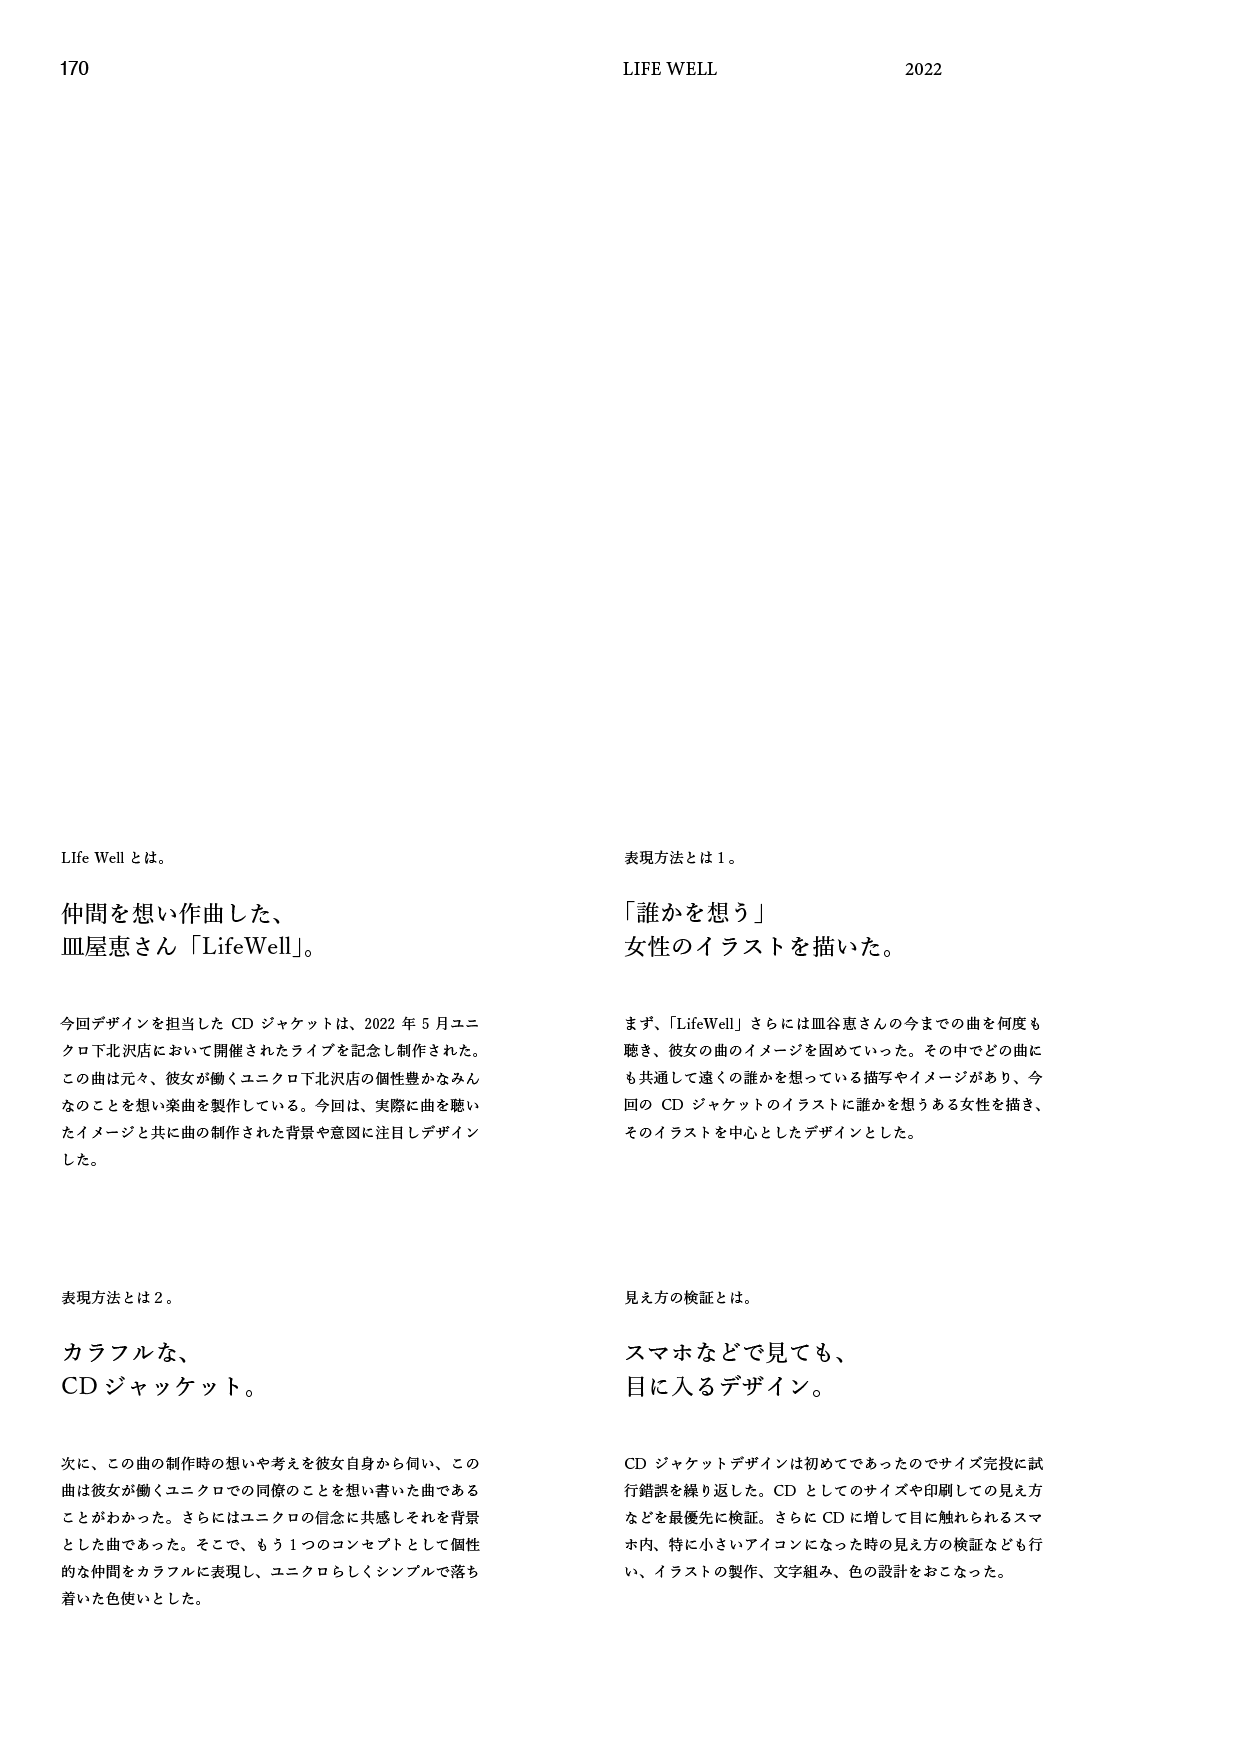 170
LIFE WELL
2022
LIfe Well とは。
仲間を想い作曲した、
皿屋恵さん「LifeWell」。
今回デザインを担当した CD ジャケットは、2022 年 5 月ユニ
クロ下北沢店において開催されたライブを記念し制作された。
この曲は元々、彼女が働くユニクロ下北沢店の個性豊かなみん
なのことを想い楽曲を製作している。今回は、実際に曲を聴い
たイメージと共に曲の制作された背景や意図に注目しデザイン
した。
表現方法とは 1 。
「誰かを想う」
女性のイラストを描いた。
まず、「LifeWell」さらには皿谷恵さんの今までの曲を何度も
聴き、彼女の曲のイメージを固めていった。その中でどの曲に
も共通して遠くの誰かを想っている描写やイメージがあり、今
回の CD ジャケットのイラストに誰かを想うある女性を描き、
そのイラストを中心としたデザインとした。
表現方法とは 2 。
カラフルな、
CD ジャッケット。
次に、この曲の制作時の想いや考えを彼女自身から伺い、この
曲は彼女が働くユニクロでの同僚のことを想い書いた曲である
ことがわかった。さらにはユニクロの信念に共感しそれを背景
とした曲であった。そこで、もう 1 つのコンセプトとして個性
的な仲間をカラフルに表現し、ユニクロらしくシンプルで落ち
着いた色使いとした。
見え方の検証とは。
スマホなどで見ても、
目に入るデザイン。
CD ジャケットデザインは初めてであったのでサイズ完投に試
行錯誤を繰り返した。CD としてのサイズや印刷しての見え方
などを最優先に検証。さらに CD に増して目に触れられるスマ
ホ内、特に小さいアイコンになった時の見え方の検証なども行
い、イラストの製作、文字組み、色の設計をおこなった。